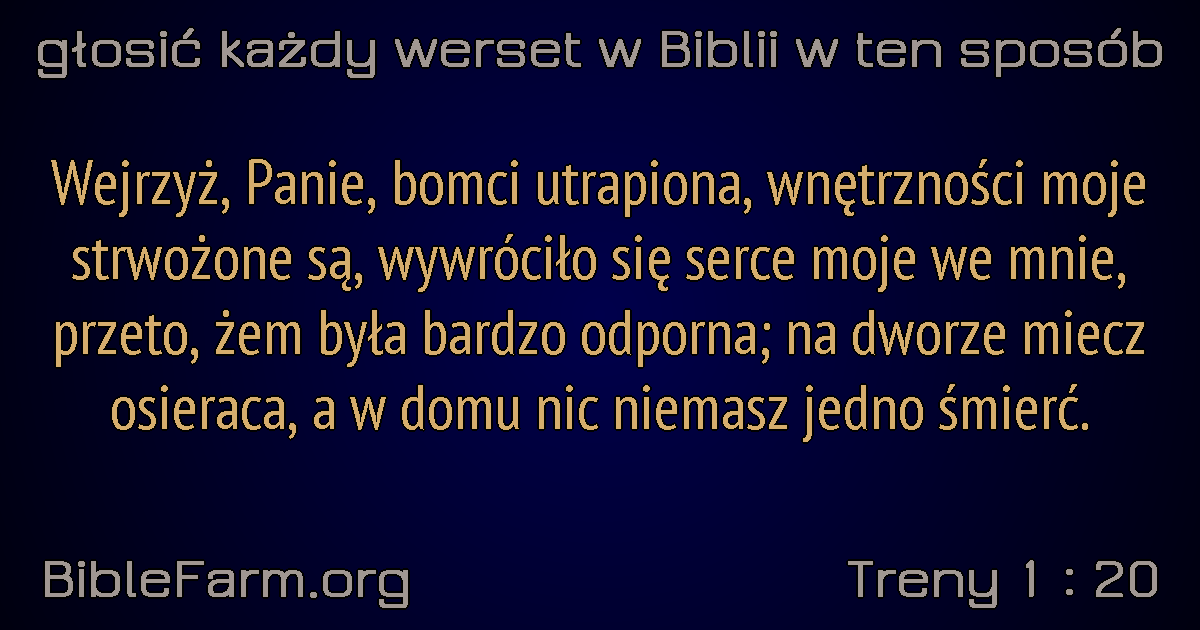 głosić każdy werset w Biblii w ten sposób
Wejrzyż, Panie, bomci utrapiona, wnętrzności moje
strwożone są, wywróciło się serce moje we mnie,
przeto, żem była bardzo odporna; na dworze miecz
osieraca, a w domu nic niemasz jedno śmierć.
BibleFarm.org
Treny 1 : 20